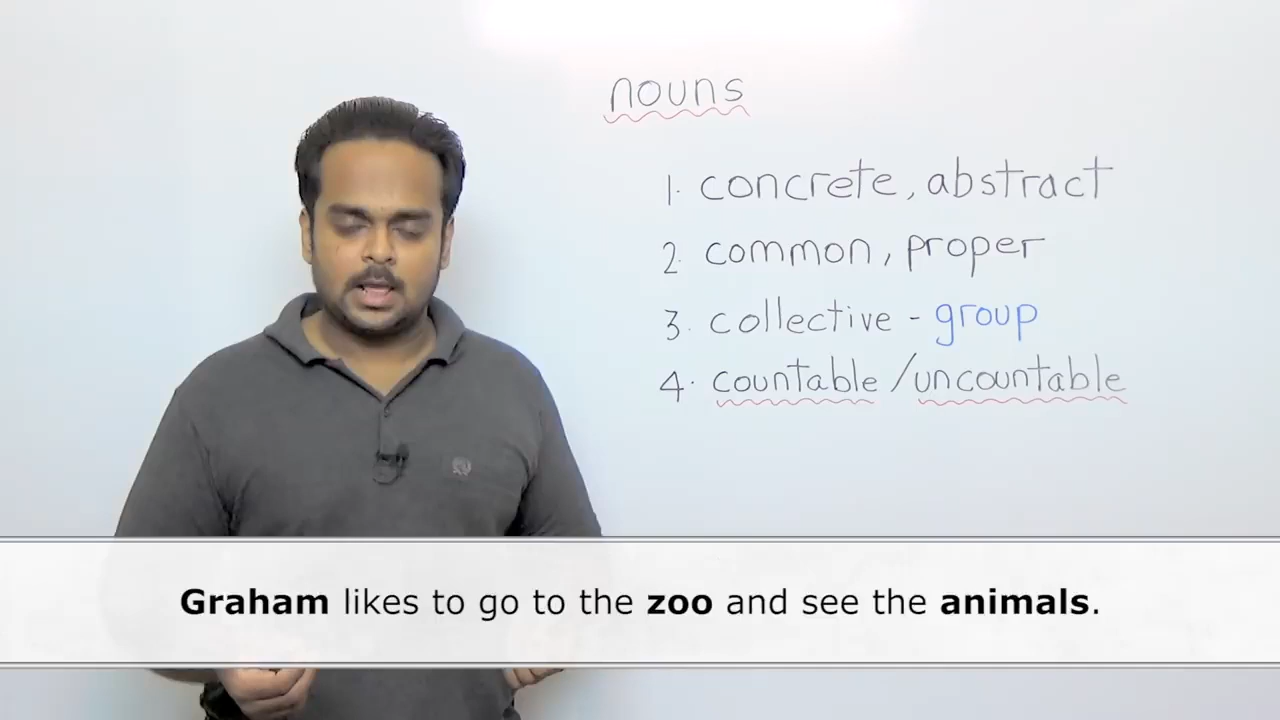 nouns
1. concrete, abstract
2. common, proper
3. collective - group
4. countable / uncountable
Graham likes to go to the zoo and see the animals.